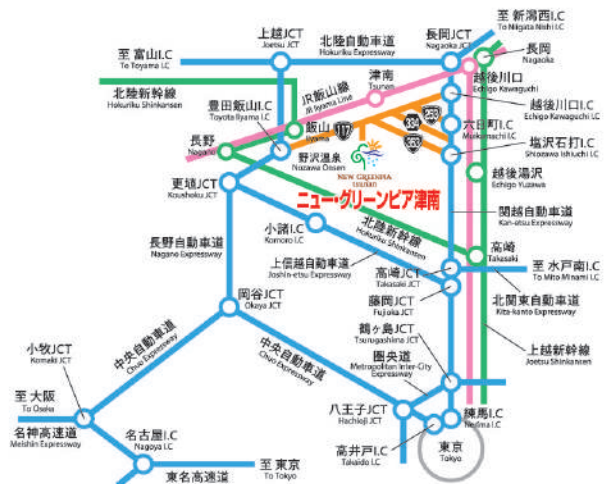 至 新潟西I.C
To Niigata Nishi I.C
上越JCT
Joetsu JCT
北陸自動車道
Hokuriku Expressway
長岡JCT
Nagaoka JCT
至 富山I.C
To Toyama I.C
長岡
Nagaoka
北陸新幹線
Hokuriku Shinkansen
JR飯山線
JR Iiyama Line
津南
Tsunan
越後川口
Echigo Kawaguchi
豊田飯山I.C
Toyota Iiyama I.C
飯山
Iiyama
117
353
253
越後川口I.C
Echigo Kawaguchi I.C
六日町I.C
Muikamachi I.C
長野
Nagano
野沢温泉
Nozawa Onsen
塩沢石打I.C
Shiozawa Ishiuchi I.C
NEW GREENPIA
TSUNAN
ニュー・グリーンピア津南
更埴JCT
Koushoku JCT
越後湯沢
Echigo Yuzawa
関越自動車道
Kan-etsu Expressway
小諸I.C
Komoro I.C
北陸新幹線
Hokuriku Shinkansen
長野自動車道
Nagano Expressway
高崎
Takasaki
上信越自動車道
Joshin-etsu Expressway
高崎JCT
Takasaki JCT
至 水戸南I.C
To Mito Minami I.C
藤岡JCT
Fujioka JCT
北関東自動車道
Kita-kanto Expressway
岡谷JCT
Okaya JCT
鶴ヶ島JCT
Tsurugashima JCT
上越新幹線
Joetsu Shinkansen
小牧JCT
Komaki JCT
中央自動車道
Chuo Expressway
中央自動車道
Chuo Expressway
圏央道
Metropolitan Inter-City
Expressway
至 大阪
To Osaka
八王子JCT
Hachioji JCT
練馬I.C
Nerima I.C
名神高速道
Meishin Expressway
名古屋I.C
Nagoya I.C
高井戸I.C
Takaido I.C
東京
Tokyo
東名高速道
至 東京
To Tokyo